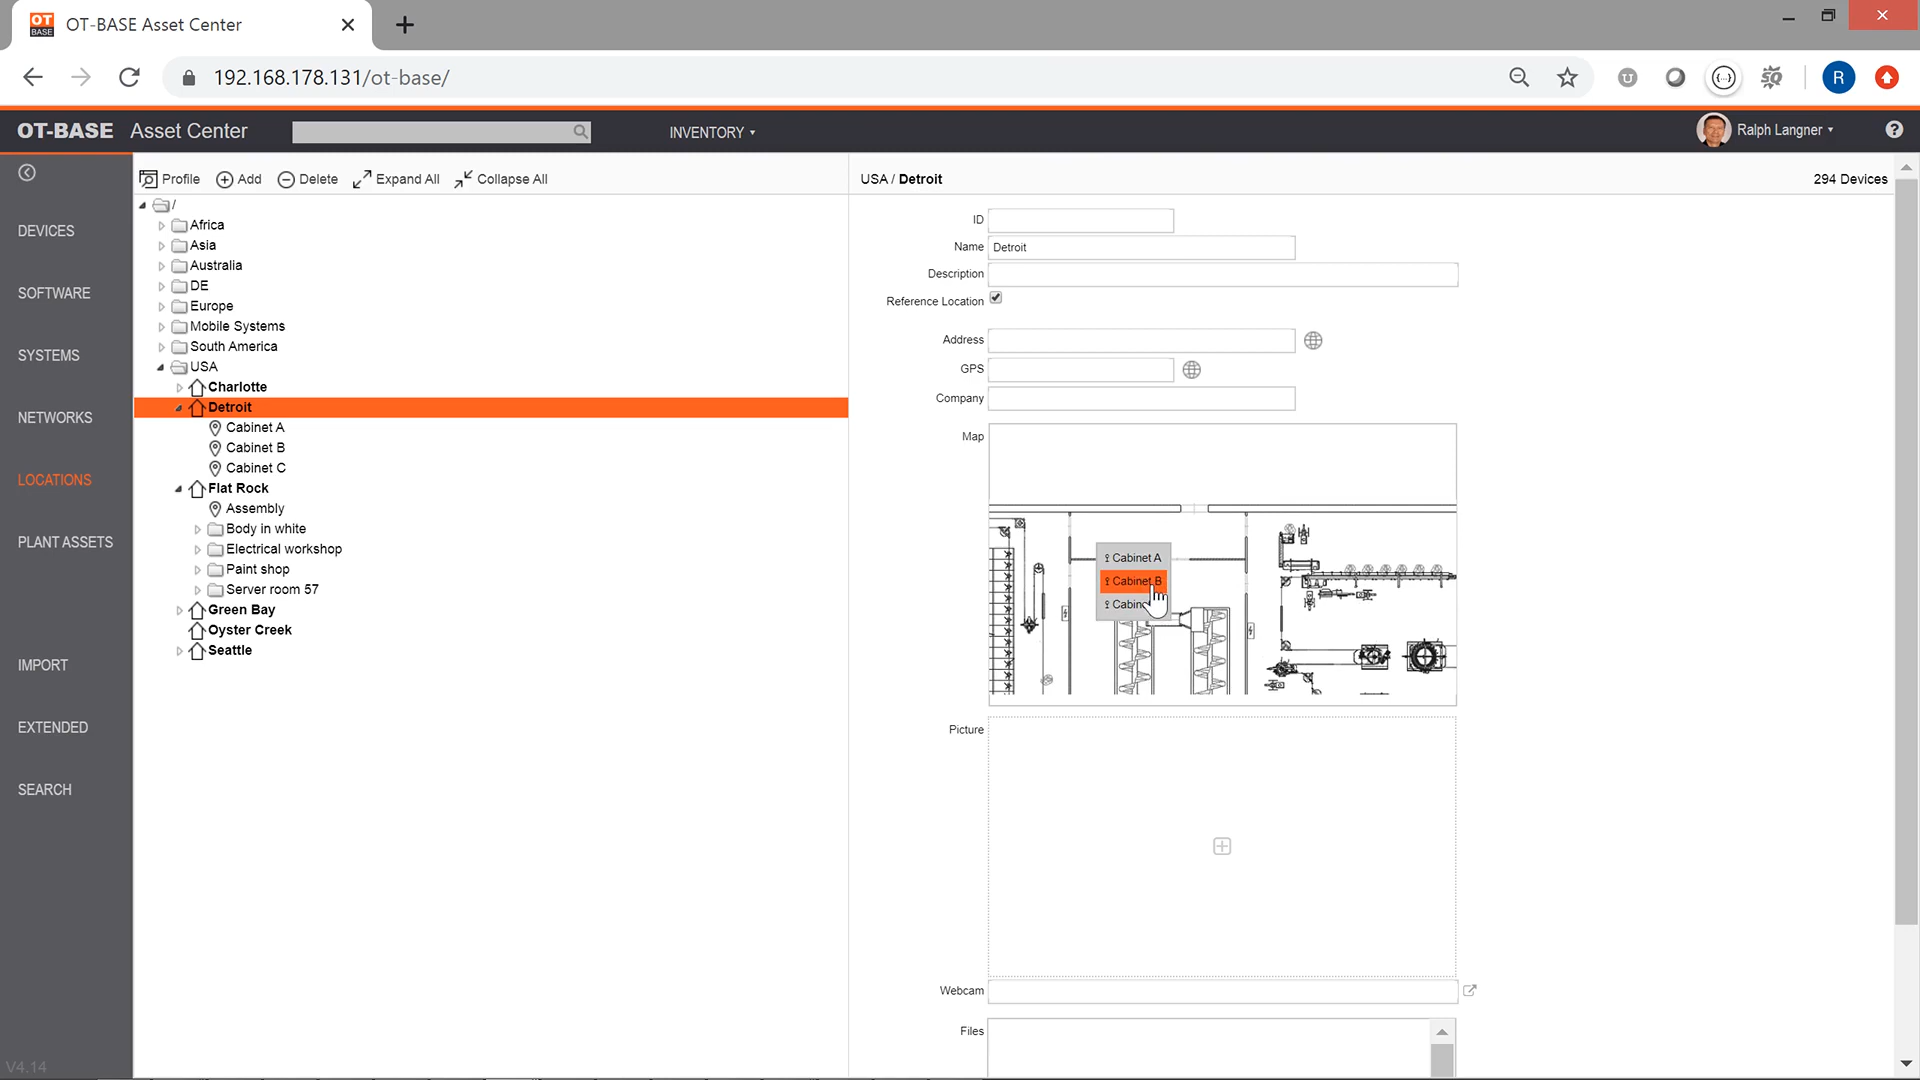 OT BASE OT-BASE Asset Center
192.168.178.131/ot-base/
R
OT-BASE Asset Center
INVENTORY
Ralph Langner
Profile Add Delete Expand All Collapse All
USA / Detroit
294 Devices
DEVICES
SOFTWARE
SYSTEMS
NETWORKS
LOCATIONS
PLANT ASSETS
IMPORT
EXTENDED
SEARCH
V4.14
/
Africa
Asia
Australia
DE
Europe
Mobile Systems
South America
USA
Charlotte
Detroit
Cabinet A
Cabinet B
Cabinet C
Flat Rock
Assembly
Body in white
Electrical workshop
Paint shop
Server room 57
Green Bay
Oyster Creek
Seattle
ID
Name Detroit
Description
Reference Location
Address
GPS
Company
Map
Cabinet A
Cabinet B
Picture
Webcam
Files